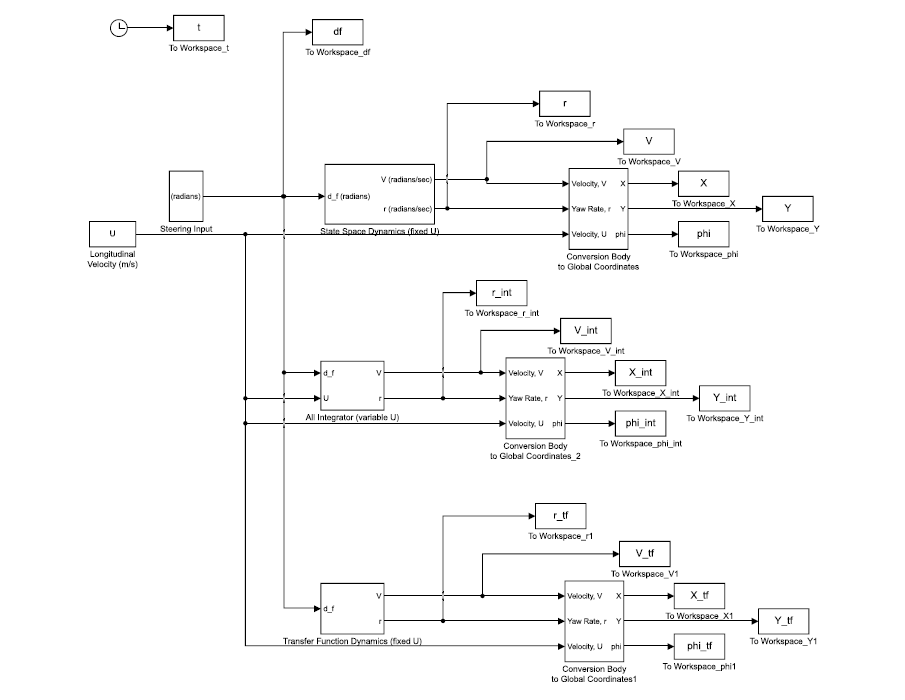 t
To Workspace_t
df
To Workspace_df
r
To Workspace_r
V
To Workspace_V
(radians)
Steering Input
d_f (radians)
V (radians/sec)
r (radians/sec)
State Space Dynamics (fixed U)
U
Longitudinal
Velocity (m/s)
Velocity, V
X
Yaw Rate, r
Y
Velocity, U
phi
Conversion Body
to Global Coordinates
X
To Workspace_X
Y
To Workspace_Y
phi
To Workspace_phi
r_int
To Workspace_r_int
V_int
To Workspace_V_int
d_f
V
U
r
All Integrator (variable U)
Velocity, V
X
Yaw Rate, r
Y
Velocity, U
phi
Conversion Body
to Global Coordinates_2
X_int
To Workspace_X_int
Y_int
To Workspace_Y_int
phi_int
To Workspace_phi_int
r_tf
To Workspace_r1
V_tf
To Workspace_V1
d_f
V
r
Transfer Function Dynamics (fixed U)
Velocity, V
X
Yaw Rate, r
Y
Velocity, U
phi
Conversion Body
to Global Coordinates1
X_tf
To Workspace_X1
Y_tf
To Workspace_Y1
phi_tf
To Workspace_phi1